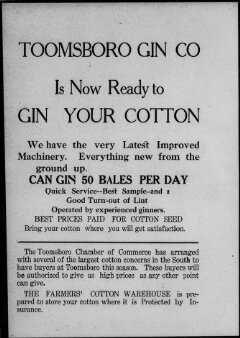 TOOMSBORO GIN CO
Is Now Ready to
GIN YOUR COTTON
We have the very Latest Improved
Machinery. Everything new from the
ground up.
CAN GIN 50 BALES PER DAY
Quick Service--Best Sample--and a
Good Turn-out of Lint
Operated by experienced ginners.
BEST PRICES PAID FOR COTTON SEED
Bring your cotton where you will get satisfaction.
The Toomsboro Chamber of Commerce has arranged
with several of the largest cotton concerns in the South to
have buyers at Toomsboro this season. These buyers will
be authorized to give as high prices as any other point
can give.
THE FARMERS' COTTON WAREHOUSE is pre-
pared to store your cotton where it is Protected by In-
surance.